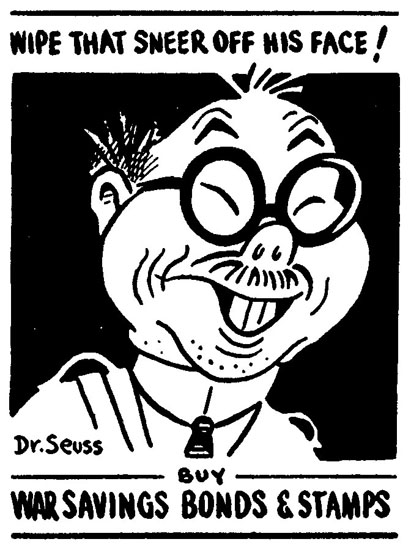 WIPE THAT SNEER OFF HIS FACE!
Dr. Seuss
BUY
WAR SAVINGS BONDS & STAMPS